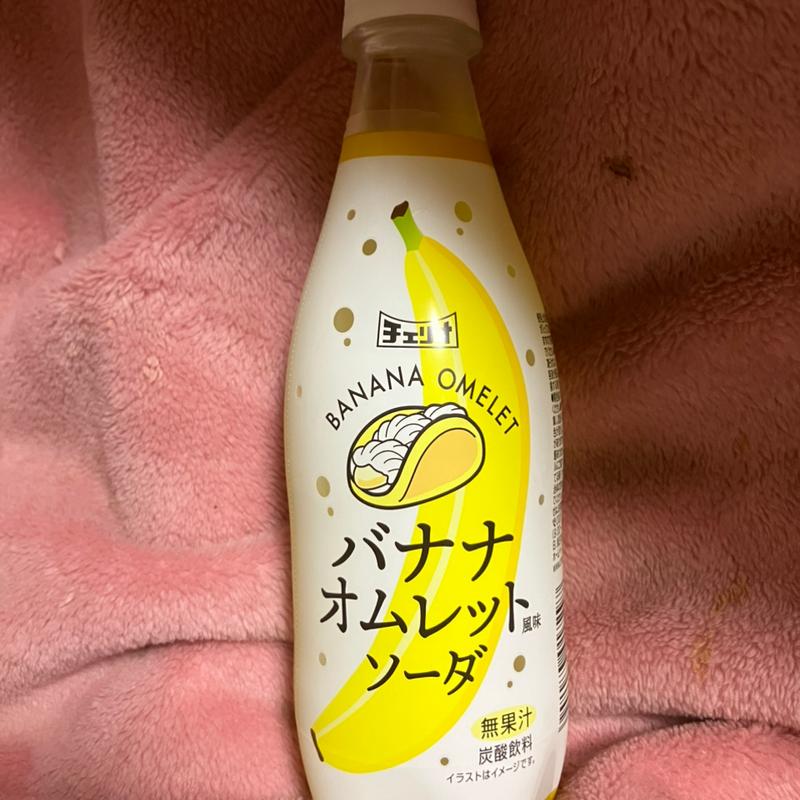 チェリオ
BANANA OMELET
バナナ
オムレット風味
ソーダ
無果汁
炭酸飲料
イラストはイメージです。